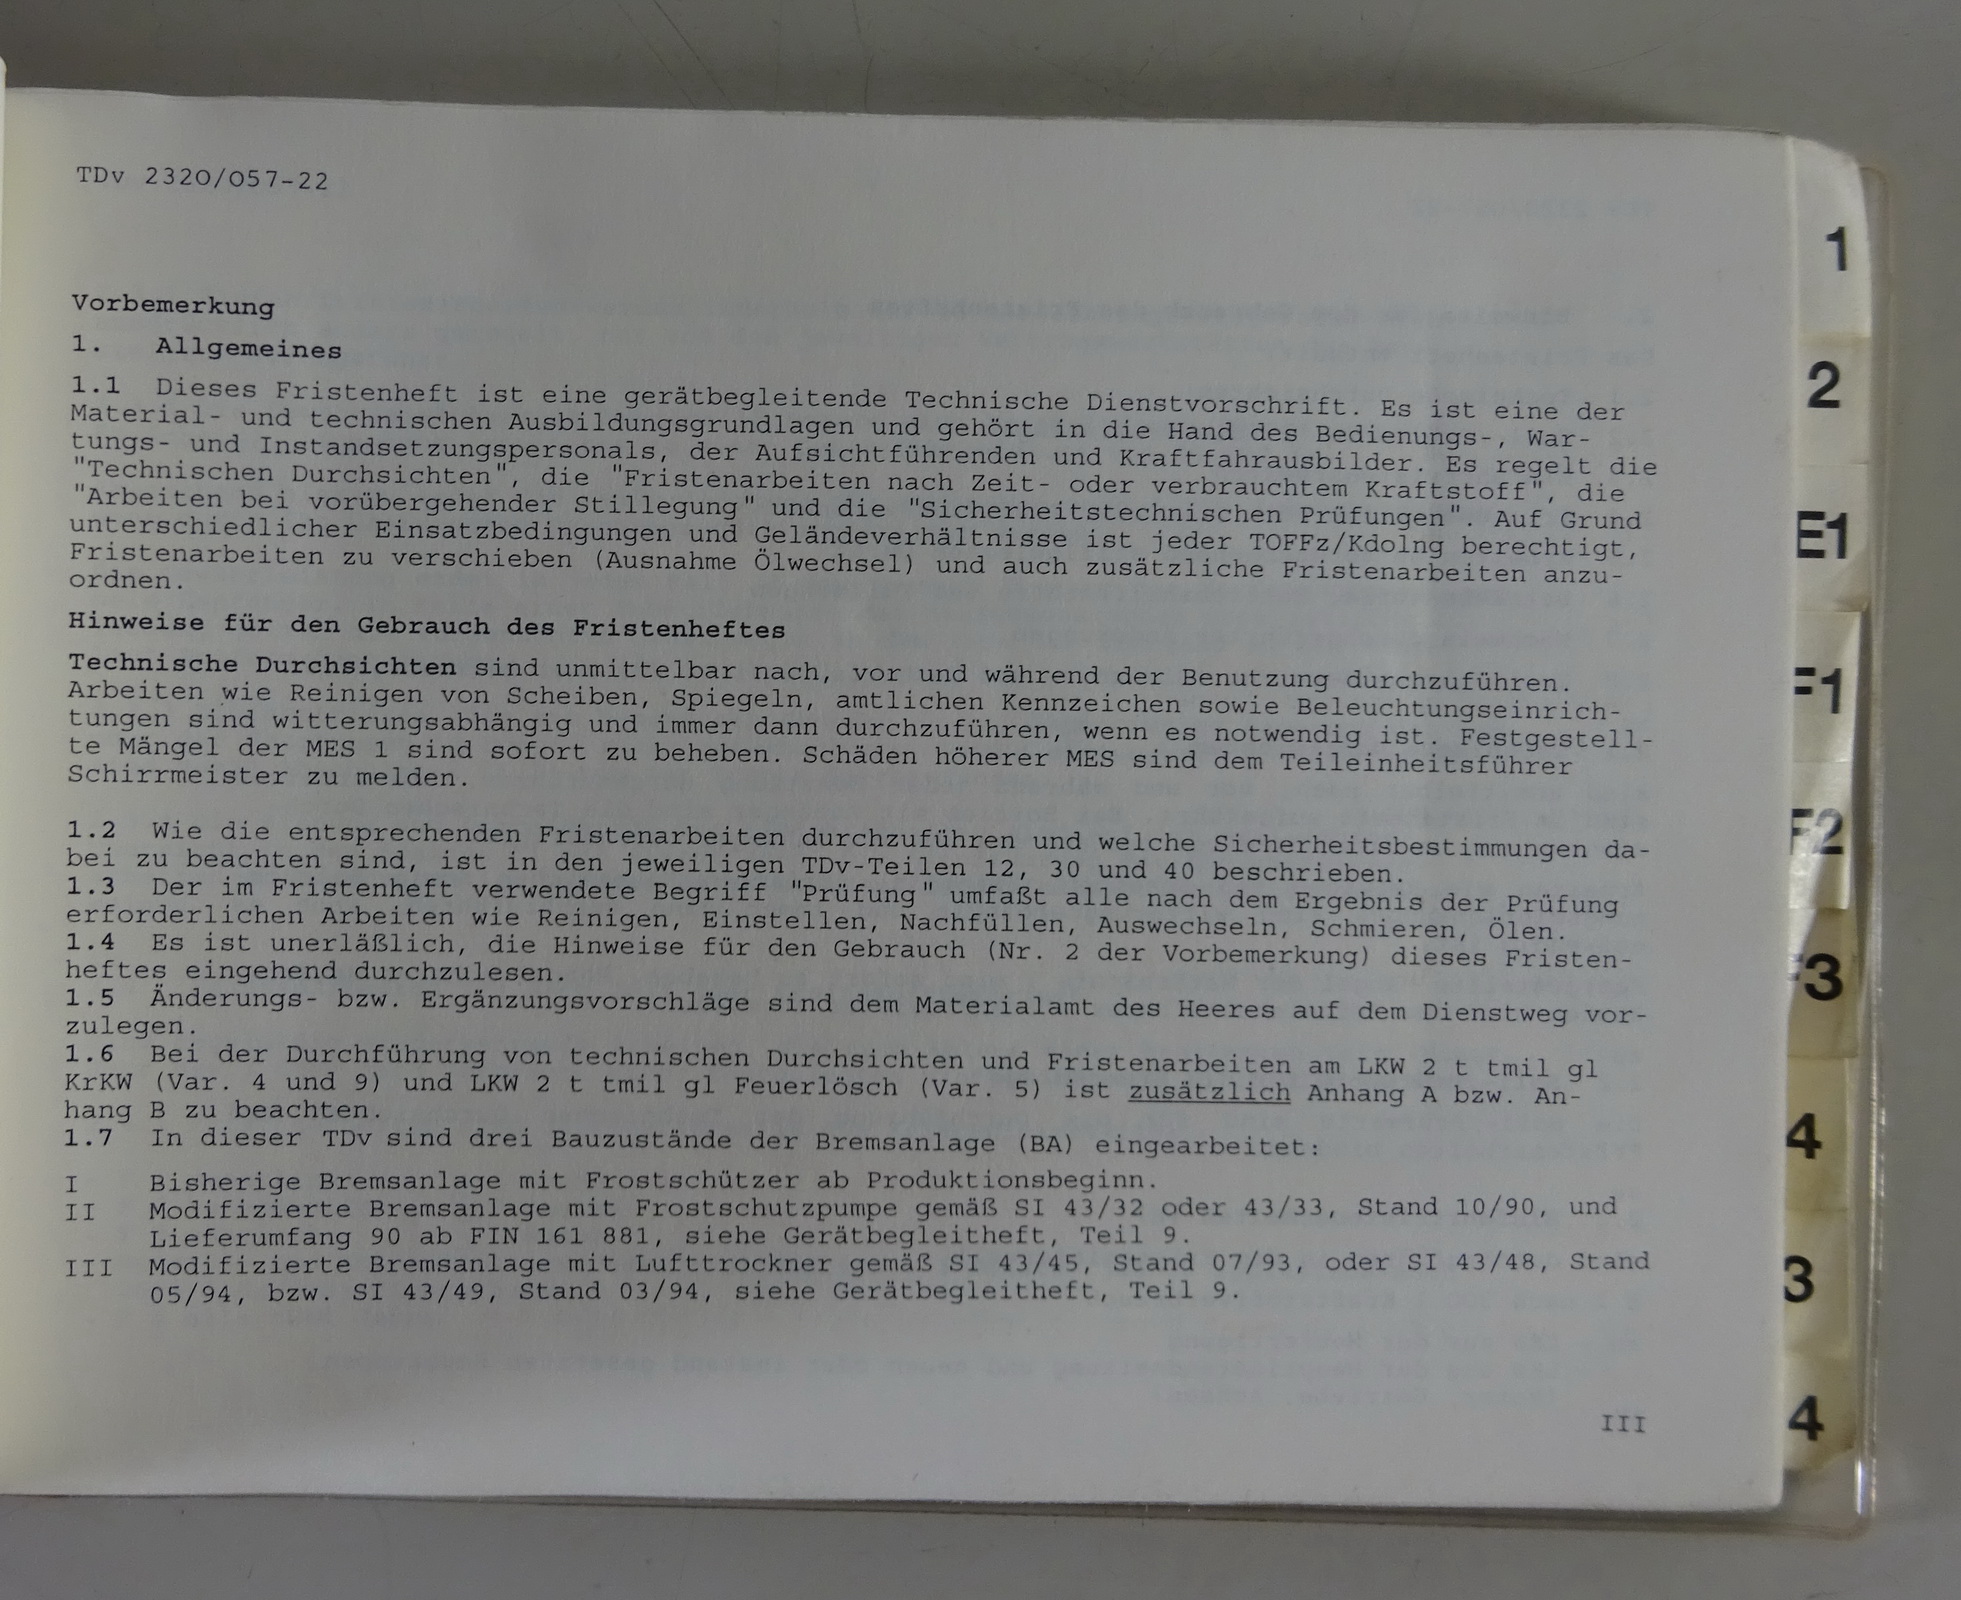 TDv 2320/057-22
Vorbemerkung
1. Allgemeines
1.1 Dieses Fristenheft ist eine gerätbegleitende Technische Dienstvorschrift. Es ist eine der
Material- und technischen Ausbildungsgrundlagen und gehört in die Hand des Bedienungs-, War-
tungs- und Instandsetzungspersonals, der Aufsichtführenden und Kraftfahrausbilder. Es regelt die
"Technischen Durchsichten", die "Fristenarbeiten nach Zeit- oder verbrauchtem Kraftstoff", die
"Arbeiten bei vorübergehender Stillegung" und die "Sicherheitstechnischen Prüfungen". Auf Grund
unterschiedlicher Einsatzbedingungen und Geländeverhältnisse ist jeder TOFFz/Kdolng berechtigt,
Fristenarbeiten zu verschieben (Ausnahme Ölwechsel) und auch zusätzliche Fristenarbeiten anzu-
ordnen.
Hinweise für den Gebrauch des Fristenheftes
Technische Durchsichten sind unmittelbar nach, vor und während der Benutzung durchzuführen.
Arbeiten wie Reinigen von Scheiben, Spiegeln, amtlichen Kennzeichen sowie Beleuchtungseinrich-
tungen sind witterungsabhängig und immer dann durchzuführen, wenn es notwendig ist. Festgestell-
te Mängel der MES 1 sind sofort zu beheben. Schäden höherer MES sind dem Teileinheitsführer
Schirrmeister zu melden.
1.2 Wie die entsprechenden Fristenarbeiten durchzuführen und welche Sicherheitsbestimmungen da-
bei zu beachten sind, ist in den jeweiligen TDv-Teilen 12, 30 und 40 beschrieben.
1.3 Der im Fristenheft verwendete Begriff "Prüfung" umfaßt alle nach dem Ergebnis der Prüfung
erforderlichen Arbeiten wie Reinigen, Einstellen, Nachfüllen, Auswechseln, Schmieren, Ölen.
1.4 Es ist unerläßlich, die Hinweise für den Gebrauch (Nr. 2 der Vorbemerkung) dieses Fristen-
heftes eingehend durchzulesen.
1.5 Änderungs- bzw. Ergänzungsvorschläge sind dem Materialamt des Heeres auf dem Dienstweg vor-
zulegen.
1.6 Bei der Durchführung von technischen Durchsichten und Fristenarbeiten am LKW 2 t tmil gl
KrKW (Var. 4 und 9) und LKW 2 t tmil gl Feuerlösch (Var. 5) ist zusätzlich Anhang A bzw. An-
hang B zu beachten.
1.7 In dieser TDv sind drei Bauzustände der Bremsanlage (BA) eingearbeitet:
I Bisherige Bremsanlage mit Frostschützer ab Produktionsbeginn.
II Modifizierte Bremsanlage mit Frostschutzpumpe gemäß SI 43/32 oder 43/33, Stand 10/90, und
Lieferumfang 90 ab FIN 161 881, siehe Gerätbegleitheft, Teil 9.
III Modifizierte Bremsanlage mit Lufttrockner gemäß SI 43/45, Stand 07/93, oder SI 43/48, Stand
05/94, bzw. SI 43/49, Stand 03/94, siehe Gerätbegleitheft, Teil 9.
III
1
2
E1
F1
F2
3
4
3
4